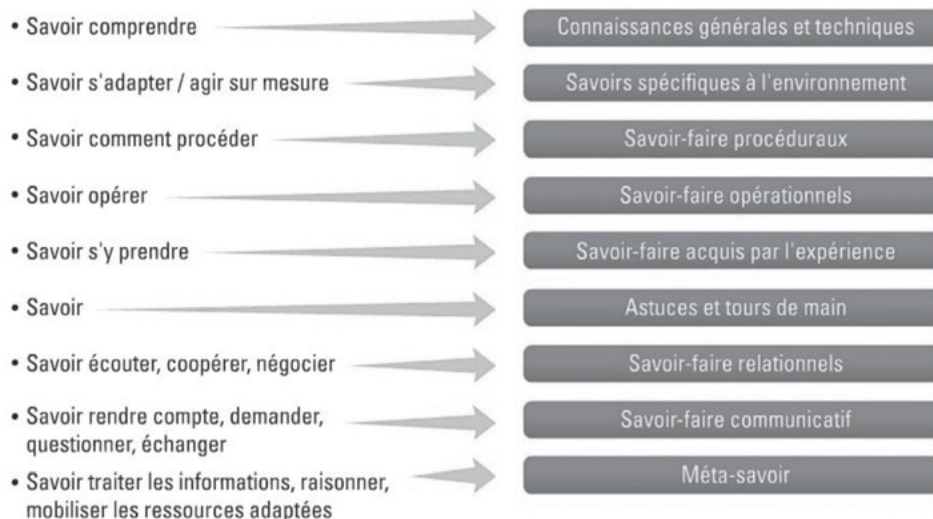 • Savoir comprendre
Connaissances générales et techniques
• Savoir s'adapter / agir sur mesure
Savoirs spécifiques à l'environnement
• Savoir comment procéder
Savoir-faire procéduraux
• Savoir opérer
Savoir-faire opérationnels
• Savoir s'y prendre
Savoir-faire acquis par l'expérience
• Savoir
Astuces et tours de main
• Savoir écouter, coopérer, négocier
Savoir-faire relationnels
• Savoir rendre compte, demander,
questionner, échanger
Savoir-faire communicatif
• Savoir traiter les informations, raisonner,
mobiliser les ressources adaptées
Méta-savoir